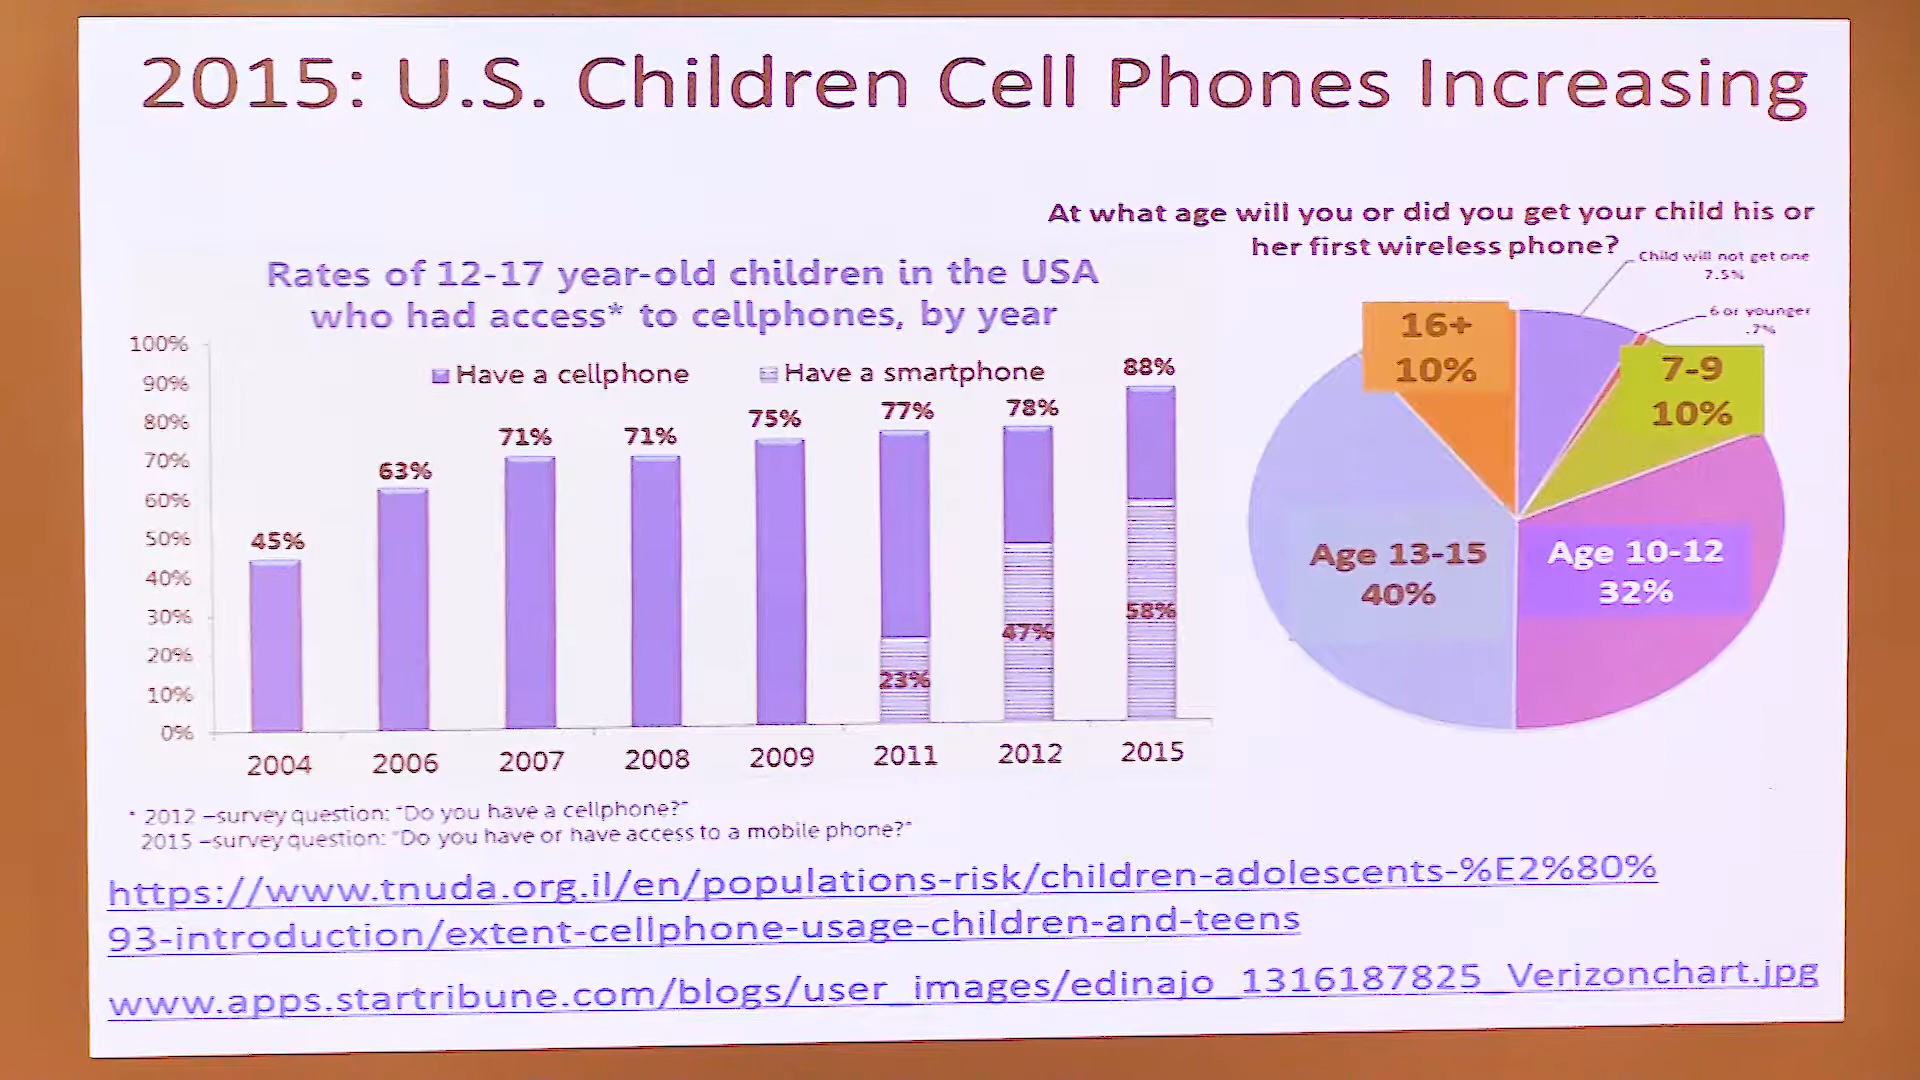 2015: U.S. Children Cell Phones Increasing
At what age will you or did you get your child his or
her first wireless phone?
Child will not get one
7.5%
6 or younger
.7%
16+
10%
7-9
10%
Age 13-15
40%
Age 10-12
32%
Rates of 12-17 year-old children in the USA
who had access* to cellphones, by year
Have a cellphone
Have a smartphone
100%
90%
80%
70%
60%
50%
40%
30%
20%
10%
0%
45%
63%
71%
71%
75%
77%
78%
88%
23%
47%
58%
2004
2006
2007
2008
2009
2011
2012
2015
* 2012 –survey question: "Do you have a cellphone?"
2015 –survey question: "Do you have or have access to a mobile phone?"
https://www.tnuda.org.il/en/populations-risk/children-adolescents-%E2%80%
93-introduction/extent-cellphone-usage-children-and-teens
www.apps.startribune.com/blogs/user_images/edinajo_1316187825_Verizonchart.jpg